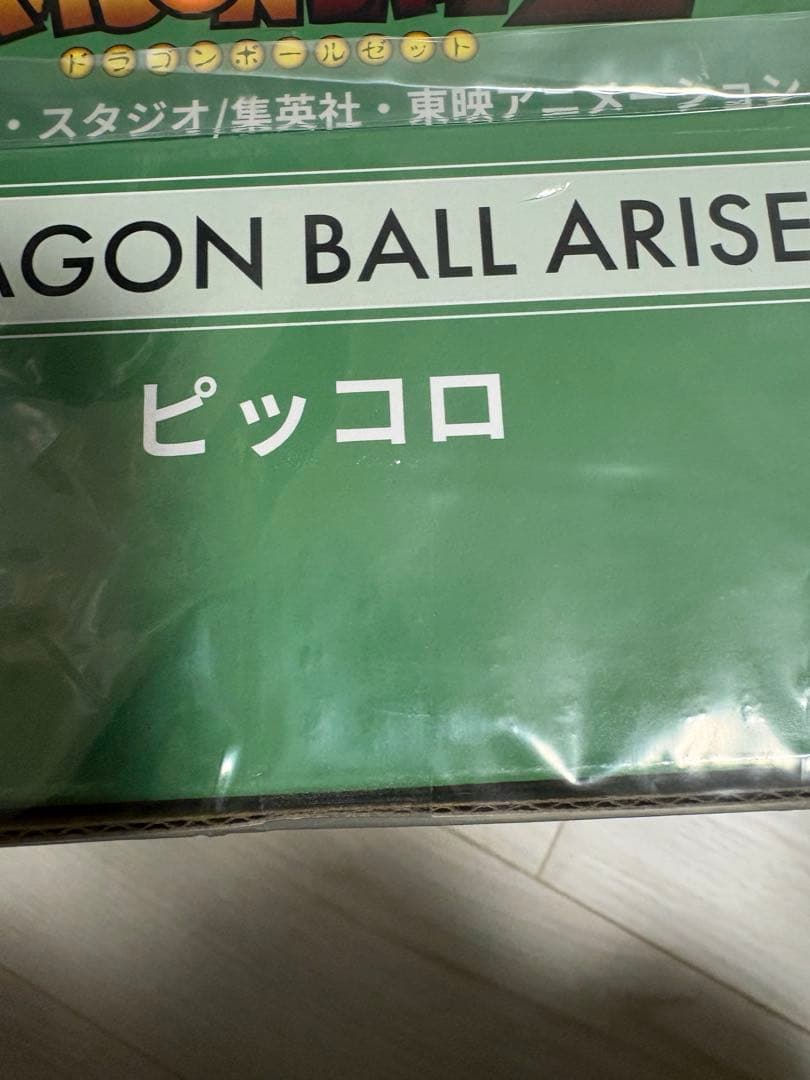 ドラゴンボールゼット
・スタジオ/集英社・東映アニメーション
AGON BALL ARISE
ピッコロ